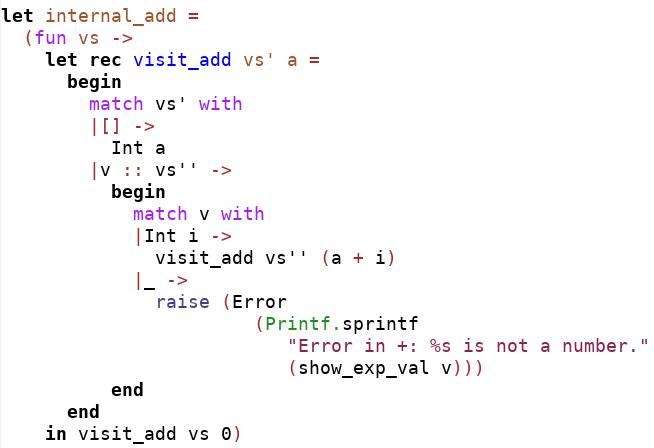 let internal_add =
  (fun vs ->
    let rec visit_add vs' a =
      begin
        match vs' with
        |[] ->
          Int a
        |v :: vs'' ->
          begin
            match v with
            |Int i ->
              visit_add vs'' (a + i)
            |_ ->
              raise (Error
                       (Printf.sprintf
                          "Error in +: %s is not a number."
                          (show_exp_val v)))
          end
      end
    in visit_add vs 0)